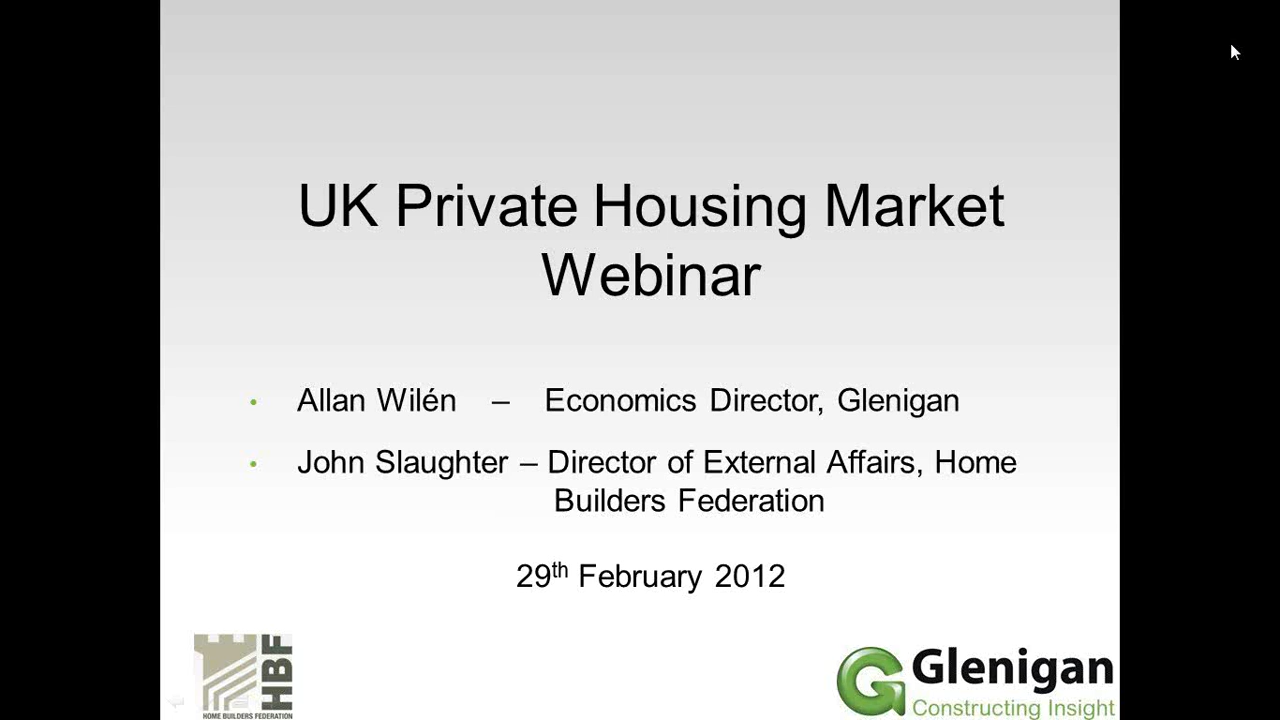 UK Private Housing Market
Webinar
• Allan Wilén – Economics Director, Glenigan
• John Slaughter – Director of External Affairs, Home
Builders Federation
29th February 2012
HBF
HOME BUILDERS FEDERATION
Glenigan
Constructing Insight